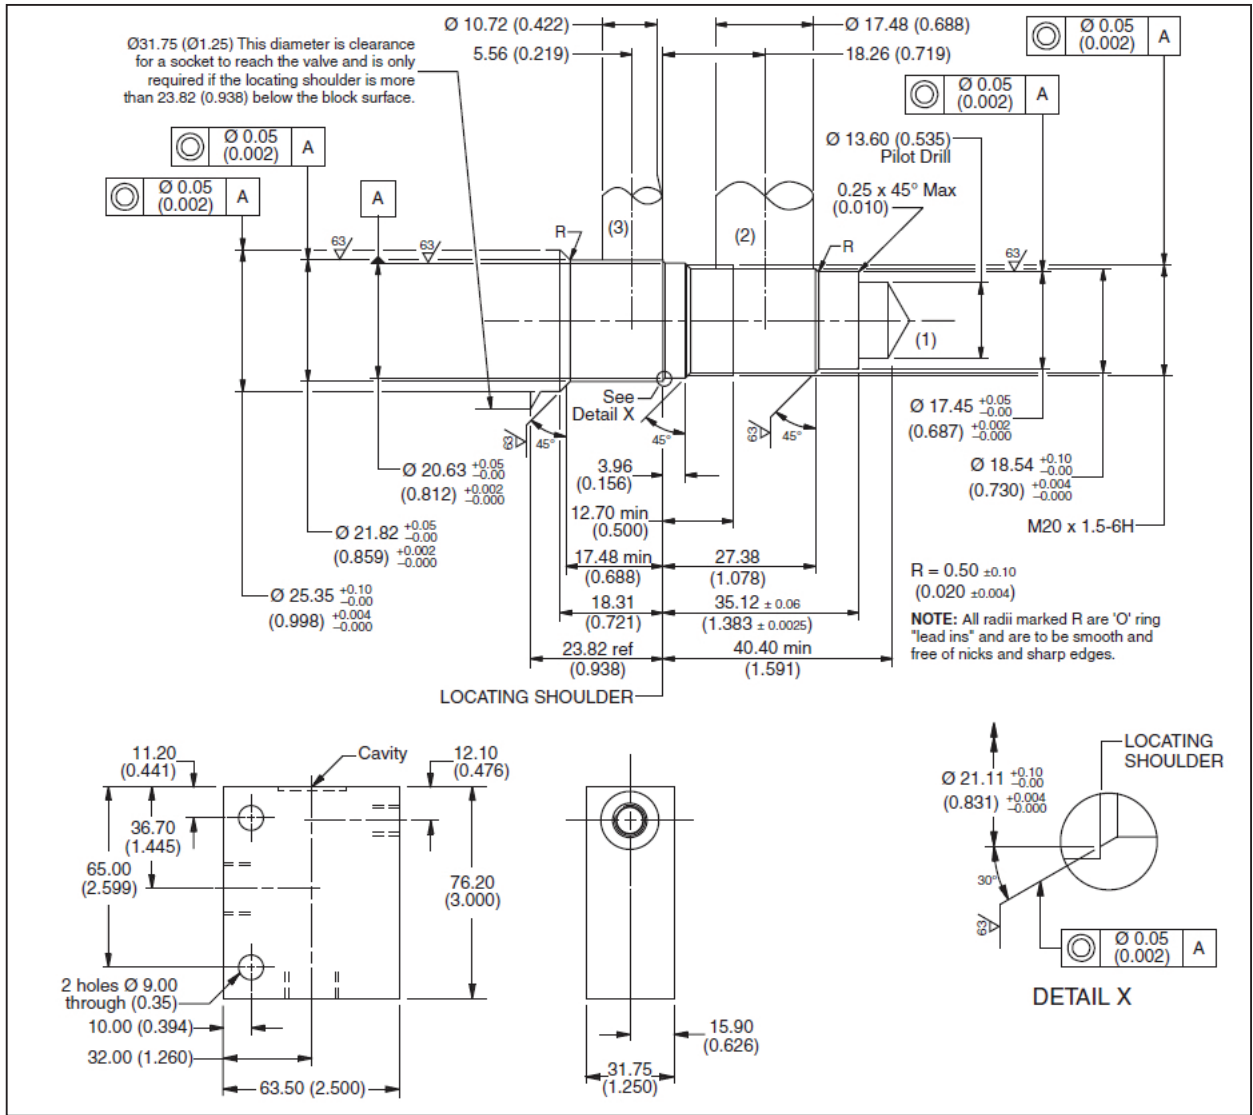 Ø 10.72 (0.422)
5.56 (0.219)
Ø 17.48 (0.688)
18.26 (0.719)
Ø 0.05
(0.002)
A
Ø31.75 (Ø1.25) This diameter is clearance
for a socket to reach the valve and is only
required if the locating shoulder is more
than 23.82 (0.938) below the block surface.
Ø 0.05
(0.002)
A
Ø 0.05
(0.002)
A
Ø 0.05
(0.002)
A
A
Ø 13.60 (0.535)
Pilot Drill
0.25 x 45° Max
(0.010)
63
63
R
(3)
(2)
R
63
(1)
See
Detail X
63
45°
45°
63
45°
Ø 20.63 +0.05 –0.00
(0.812) +0.002 –0.000
3.96
(0.156)
Ø 17.45 +0.05 –0.00
(0.687) +0.002 –0.000
Ø 18.54 +0.10 –0.00
(0.730) +0.004 –0.000
12.70 min
(0.500)
M20 x 1.5-6H
Ø 21.82 +0.05 –0.00
(0.859) +0.002 –0.000
17.48 min
(0.688)
27.38
(1.078)
R = 0.50 ±0.10
(0.020 ±0.004)
Ø 25.35 +0.10 –0.00
(0.998) +0.004 –0.000
18.31
(0.721)
35.12 ± 0.06
(1.383 ± 0.0025)
NOTE: All radii marked R are 'O' ring
"lead ins" and are to be smooth and
free of nicks and sharp edges.
23.82 ref
(0.938)
40.40 min
(1.591)
LOCATING SHOULDER
11.20
(0.441)
Cavity
12.10
(0.476)
36.70
(1.445)
65.00
(2.599)
76.20
(3.000)
2 holes Ø 9.00
through (0.35)
10.00 (0.394)
32.00 (1.260)
63.50 (2.500)
15.90
(0.626)
31.75
(1.250)
LOCATING
SHOULDER
Ø 21.11 +0.10 –0.00
(0.831) +0.004 –0.000
30°
63
Ø 0.05
(0.002)
A
DETAIL X